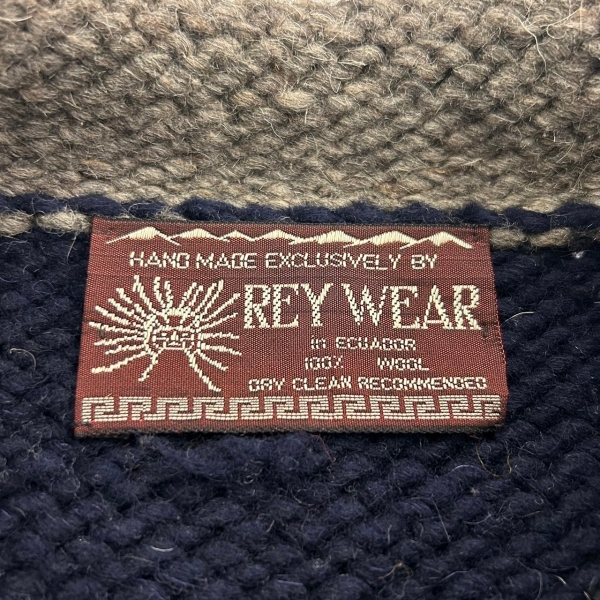 HAND MADE EXCLUSIVELY BY
REY WEAR
in ECUADOR
100% WOOL
DRY CLEAN RECOMMENDED